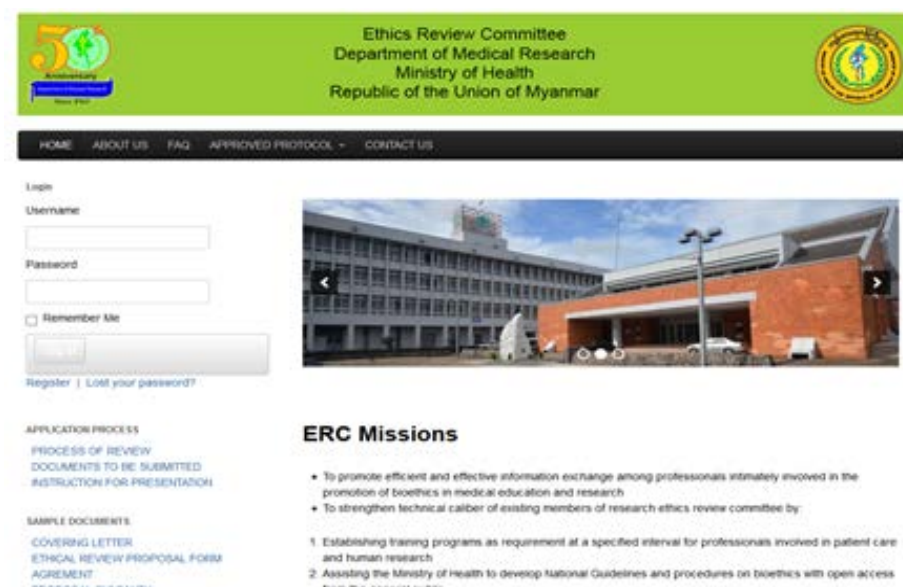 50
Anniversary
Ethics Review Committee
Department of Medical Research
Ministry of Health
Republic of the Union of Myanmar
HOME ABOUT US FAQ APPROVED PROTOCOL CONTACT US
Login
Username
Password
Remember Me
Register | Lost your password?
APPLICATION PROCESS
PROCESS OF REVIEW
DOCUMENTS TO BE SUBMITTED
INSTRUCTION FOR PRESENTATION
SAMPLE DOCUMENTS
COVERING LETTER
ETHICAL REVIEW PROPOSAL FORM
AGREMENT
ERC Missions
• To promote efficient and effective information exchange among professionals intimately involved in the
promotion of bioethics in medical education and research
• To strengthen technical caliber of existing members of research ethics review committee by:
1. Establishing training programs as requirement at a specified interval for professionals involved in patient care
and human research
2. Assisting the Ministry of Health to develop National Guidelines and procedures on bioethics with open access